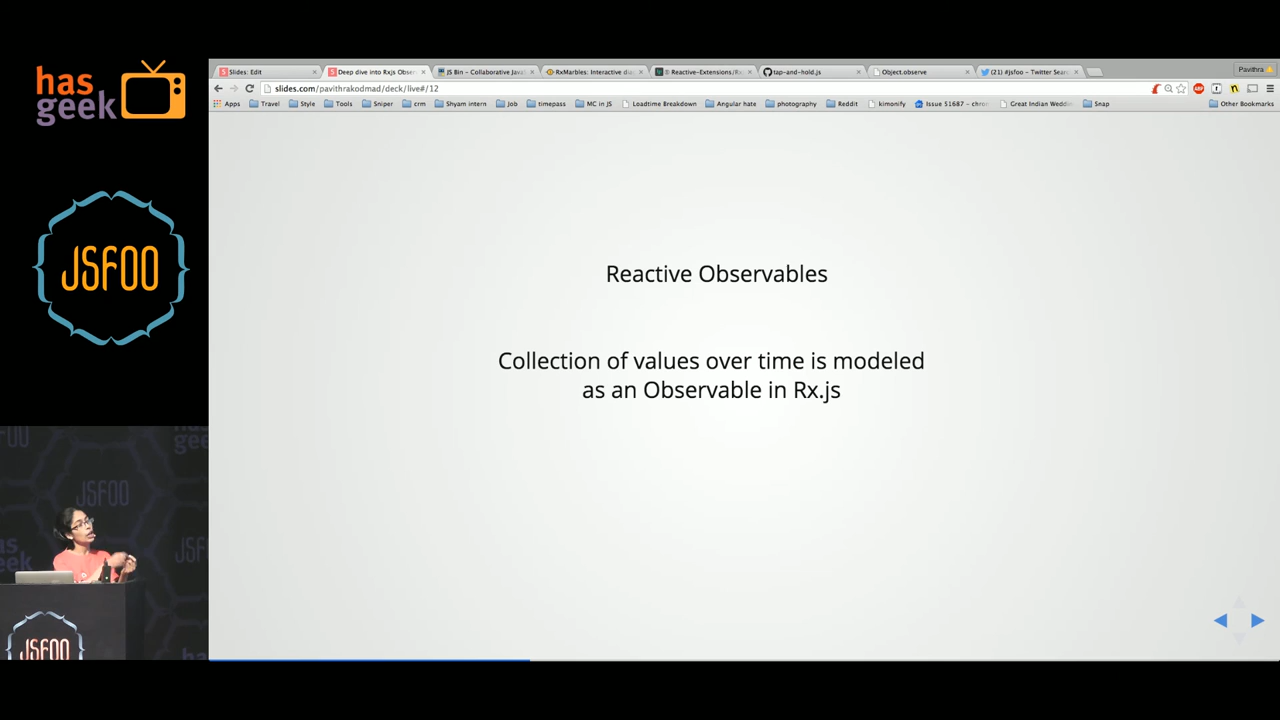 has
geek
JSFOO
Slides: Edit
Deep dive into Rxjs Obser
JS Bin - Collaborative Java
RxMarbles: Interactive dia
Reactive-Extensions/Rx
tap-and-hold.js
Object.observe
(21) #jsfoo - Twitter Sear
Pavithra
slides.com/pavithrakodmad/deck/live#/12
Apps
Travel
Style
Tools
Sniper
crm
Shyam intern
Job
timepass
MC in JS
Loadtime Breakdown
Angular hate
photography
Reddit
kimonify
Issue 51687 - chro
Great Indian Weddi
Snap
Other Bookmarks
Reactive Observables
Collection of values over time is modeled
as an Observable in Rx.js
JSFOO
JSFOO